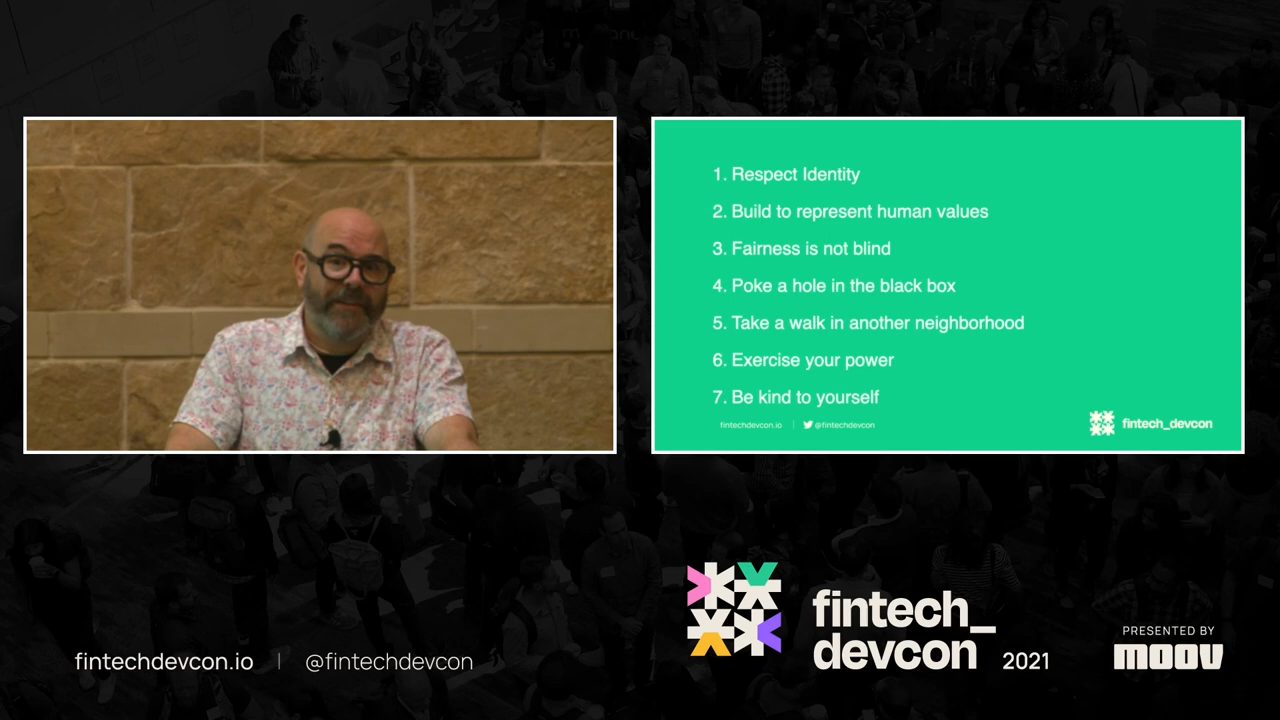 1. Respect Identity
2. Build to represent human values
3. Fairness is not blind
4. Poke a hole in the black box
5. Take a walk in another neighborhood
6. Exercise your power
7. Be kind to yourself
fintechdevcon.io | @fintechdevcon
fintech_devcon
fintechdevcon.io | @fintechdevcon
fintech_
devcon 2021
PRESENTED BY
moov